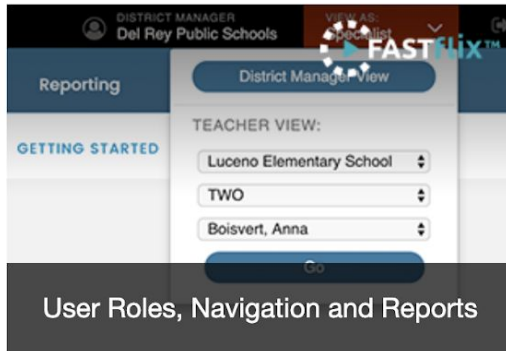 DISTRICT MANAGER
Del Rey Public Schools
VIEW AS:
Specialist
FASTflix™
Reporting
District Manager View
GETTING STARTED
TEACHER VIEW:
Luceno Elementary School
TWO
Boisvert, Anna
Go
User Roles, Navigation and Reports